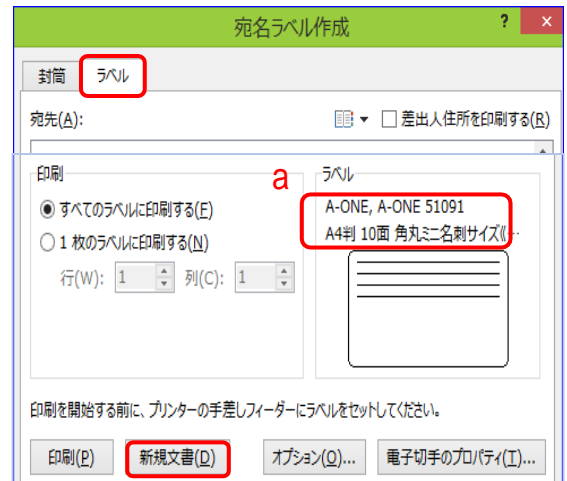 宛名ラベル作成 ? ×
封筒 ラベル
宛先(A): 差出人住所を印刷する(R)
印刷 a ラベル
すべてのラベルに印刷する(F) A-ONE, A-ONE 51091
1 枚のラベルに印刷する(N) A4判 10面 角丸ミニ名刺サイズ《…
行(W): 1 列(C): 1
印刷を開始する前に、プリンターの手差しフィーダーにラベルをセットしてください。
印刷(P) 新規文書(D) オプション(O)... 電子切手のプロパティ(T)...